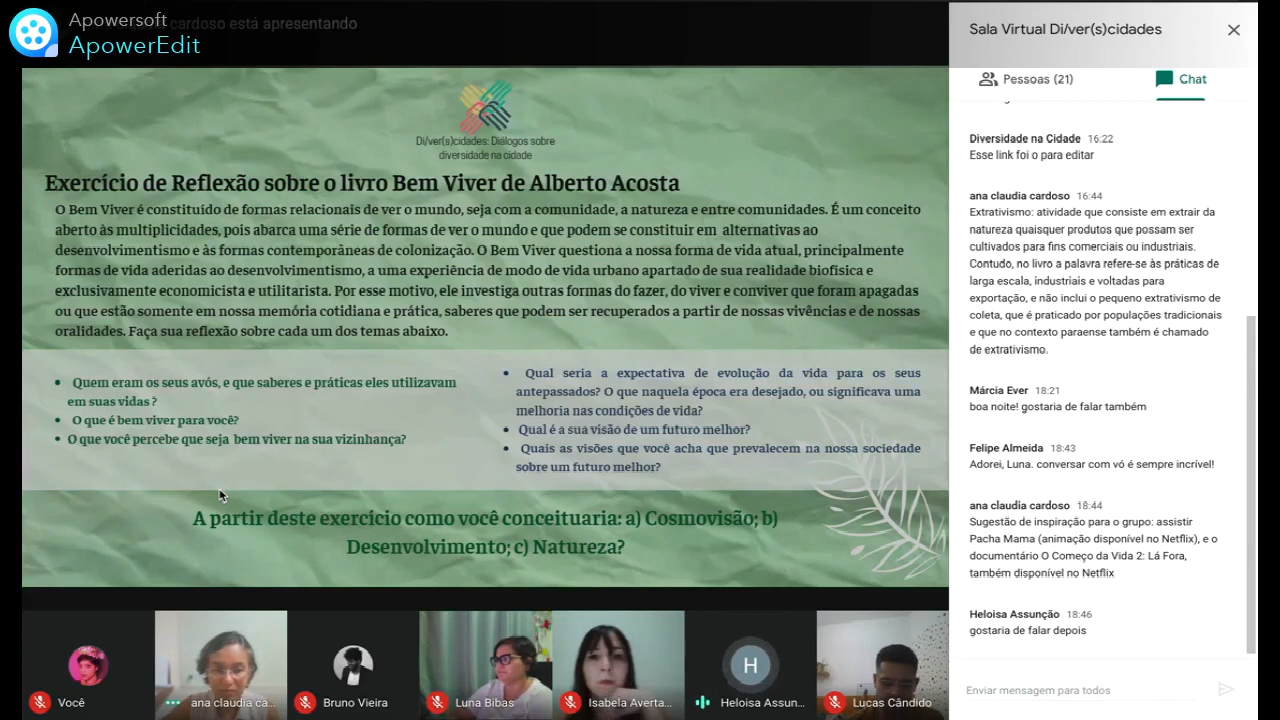 Apowersoft
ApowerEdit
cardoso está apresentando
Di/ver(s)cidades: Diálogos sobre
diversidade na cidade
Exercício de Reflexão sobre o livro Bem Viver de Alberto Acosta
O Bem Viver é constituído de formas relacionais de ver o mundo, seja com a comunidade, a natureza e entre comunidades. É um conceito
aberto às multiplicidades, pois abarca uma série de formas de ver o mundo e que podem se constituir em alternativas ao
desenvolvimentismo e às formas contemporâneas de colonização. O Bem Viver questiona a nossa forma de vida atual, principalmente
formas de vida aderidas ao desenvolvimentismo, a uma experiência de modo de vida urbano apartado de sua realidade biofísica e
exclusivamente economicista e utilitarista. Por esse motivo, ele investiga outras formas do fazer, do viver e conviver que foram apagadas
ou que estão somente em nossa memória cotidiana e prática, saberes que podem ser recuperados a partir de nossas vivências e de nossas
oralidades. Faça sua reflexão sobre cada um dos temas abaixo.
• Quem eram os seus avós, e que saberes e práticas eles utilizavam
em suas vidas ?
• O que é bem viver para você?
• O que você percebe que seja bem viver na sua vizinhança?
• Qual seria a expectativa de evolução da vida para os seus
antepassados? O que naquela época era desejado, ou significava uma
melhoria nas condições de vida?
• Qual é a sua visão de um futuro melhor?
• Quais as visões que você acha que prevalecem na nossa sociedade
sobre um futuro melhor?
A partir deste exercício como você conceituaria: a) Cosmovisão; b)
Desenvolvimento; c) Natureza?
Você
ana claudia ca...
Bruno Vieira
Luna Bibas
Isabela Averta...
H
Heloisa Assun...
Lucas Cândido
Sala Virtual Di/ver(s)cidades
Pessoas (21)
Chat
Diversidade na Cidade 16:22
Esse link foi o para editar
ana claudia cardoso 16:44
Extrativismo: atividade que consiste em extrair da
natureza quaisquer produtos que possam ser
cultivados para fins comerciais ou industriais.
Contudo, no livro a palavra refere-se às práticas de
larga escala, industriais e voltadas para
exportação, e não inclui o pequeno extrativismo de
coleta, que é praticado por populações tradicionais
e que no contexto paraense também é chamado
de extrativismo.
Márcia Ever 18:21
boa noite! gostaria de falar também
Felipe Almeida 18:43
Adorei, Luna. conversar com vó é sempre incrível!
ana claudia cardoso 18:44
Sugestão de inspiração para o grupo: assistir
Pacha Mama (animação disponível no Netflix), e o
documentário O Começo da Vida 2: Lá Fora,
também disponível no Netflix
Heloisa Assunção 18:46
gostaria de falar depois
Enviar mensagem para todos